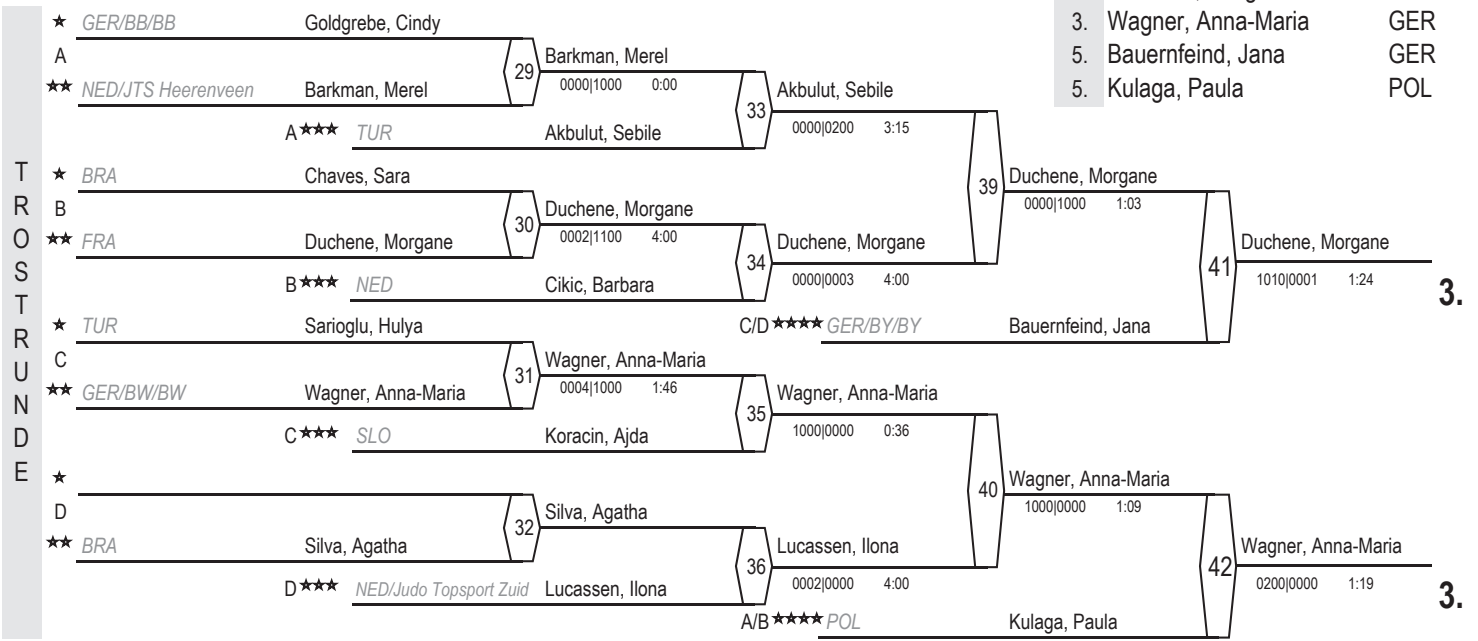 ★ GER/BB/BB Goldgrebe, Cindy
3. Wagner, Anna-Maria GER
A
Barkman, Merel
5. Bauernfeind, Jana GER
29
★★ NED/JTS Heerenveen Barkman, Merel
0000|1000 0:00
Akbulut, Sebile
5. Kulaga, Paula POL
33
A★★★ TUR Akbulut, Sebile
0000|0200 3:15
TROSTRUNDE
★ BRA Chaves, Sara
Duchene, Morgane
39
B
Duchene, Morgane
0000|1000 1:03
30
★★ FRA Duchene, Morgane
0002|1100 4:00
Duchene, Morgane
Duchene, Morgane
34
41
B★★★ NED Cikic, Barbara
0000|0003 4:00
1010|0001 1:24
3.
★ TUR Sarioglu, Hulya
C/D★★★★ GER/BY/BY Bauernfeind, Jana
C
Wagner, Anna-Maria
31
★★ GER/BW/BW Wagner, Anna-Maria
0004|1000 1:46
Wagner, Anna-Maria
35
C★★★ SLO Koracin, Ajda
1000|0000 0:36
★
Wagner, Anna-Maria
40
D
Silva, Agatha
1000|0000 1:09
32
★★ BRA Silva, Agatha
Lucassen, Ilona
Wagner, Anna-Maria
36
42
D★★★ NED/Judo Topsport Zuid Lucassen, Ilona
0002|0000 4:00
0200|0000 1:19
3.
A/B★★★★ POL Kulaga, Paula